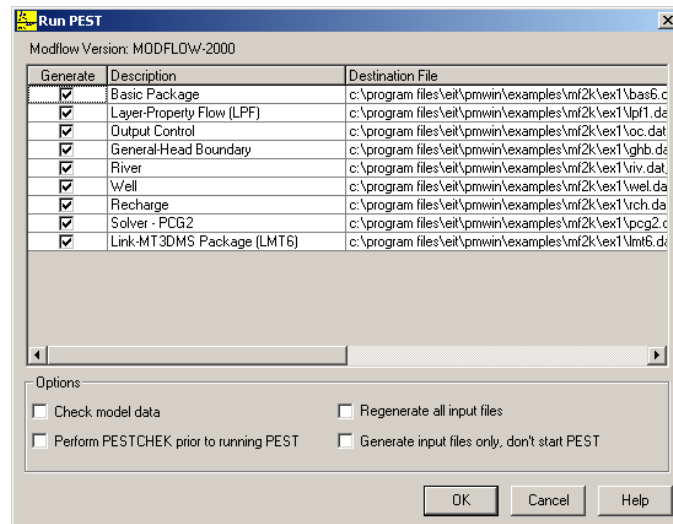 Run PEST
Modflow Version: MODFLOW-2000
Generate Description Destination File
Basic Package c:\program files\eit\pmwin\examples\mf2k\ex1\bas6.d
Layer-Property Flow (LPF) c:\program files\eit\pmwin\examples\mf2k\ex1\lpf1.da
Output Control c:\program files\eit\pmwin\examples\mf2k\ex1\oc.dat
General-Head Boundary c:\program files\eit\pmwin\examples\mf2k\ex1\ghb.da
River c:\program files\eit\pmwin\examples\mf2k\ex1\riv.dat
Well c:\program files\eit\pmwin\examples\mf2k\ex1\wel.da
Recharge c:\program files\eit\pmwin\examples\mf2k\ex1\rch.da
Solver - PCG2 c:\program files\eit\pmwin\examples\mf2k\ex1\pcg2.d
Link-MT3DMS Package (LMT6) c:\program files\eit\pmwin\examples\mf2k\ex1\lmt6.da
Options
Check model data Regenerate all input files
Perform PESTCHEK prior to running PEST Generate input files only, don't start PEST
OK Cancel Help